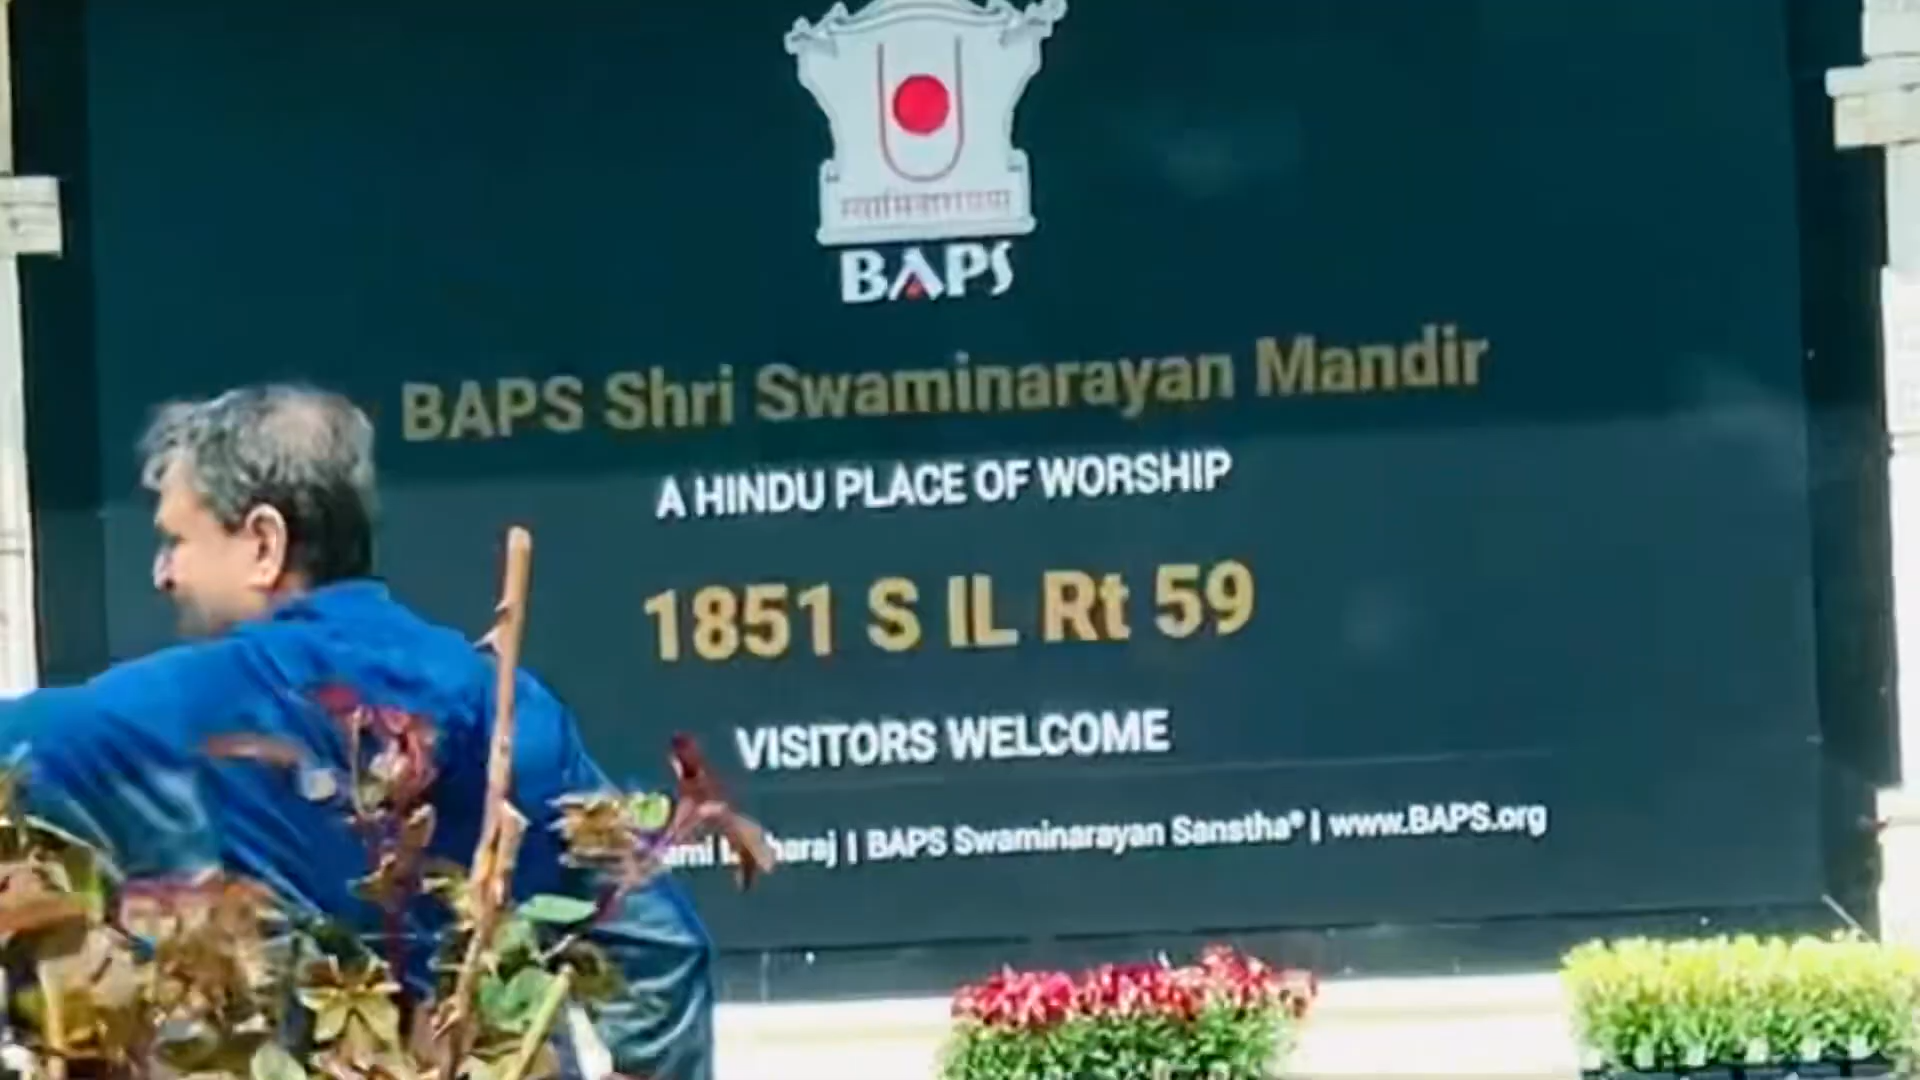 स्वामिनारायण
BAPS
BAPS Shri Swaminarayan Mandir
A HINDU PLACE OF WORSHIP
1851 S IL Rt 59
VISITORS WELCOME
| BAPS Swaminarayan Sanstha® | www.BAPS.org